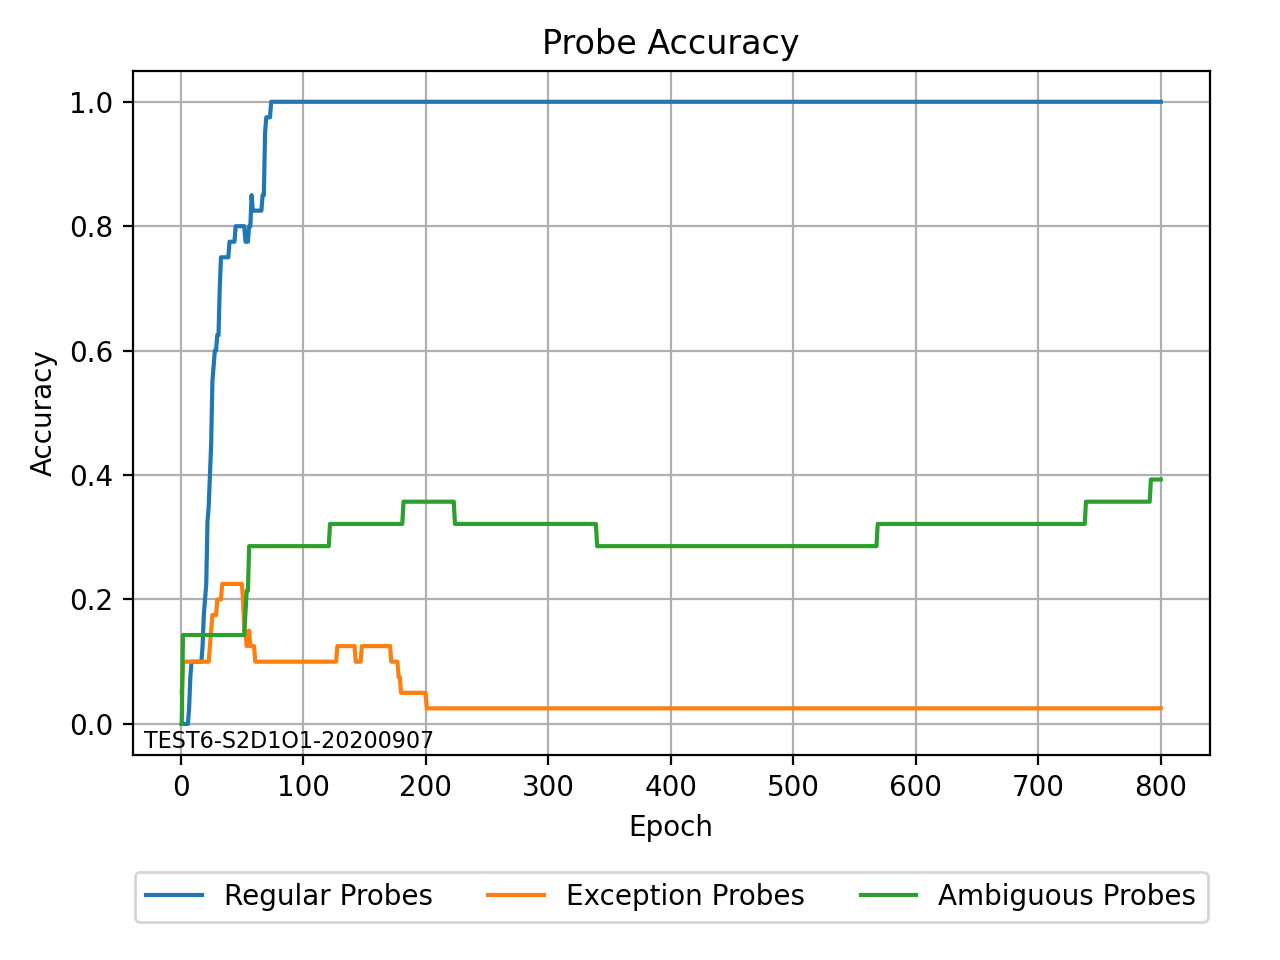 Probe Accuracy
1.0
0.8
0.6
0.4
0.2
0.0
Accuracy
TEST6-S2D1O1-20200907
0 100 200 300 400 500 600 700 800
Epoch
Regular Probes Exception Probes Ambiguous Probes